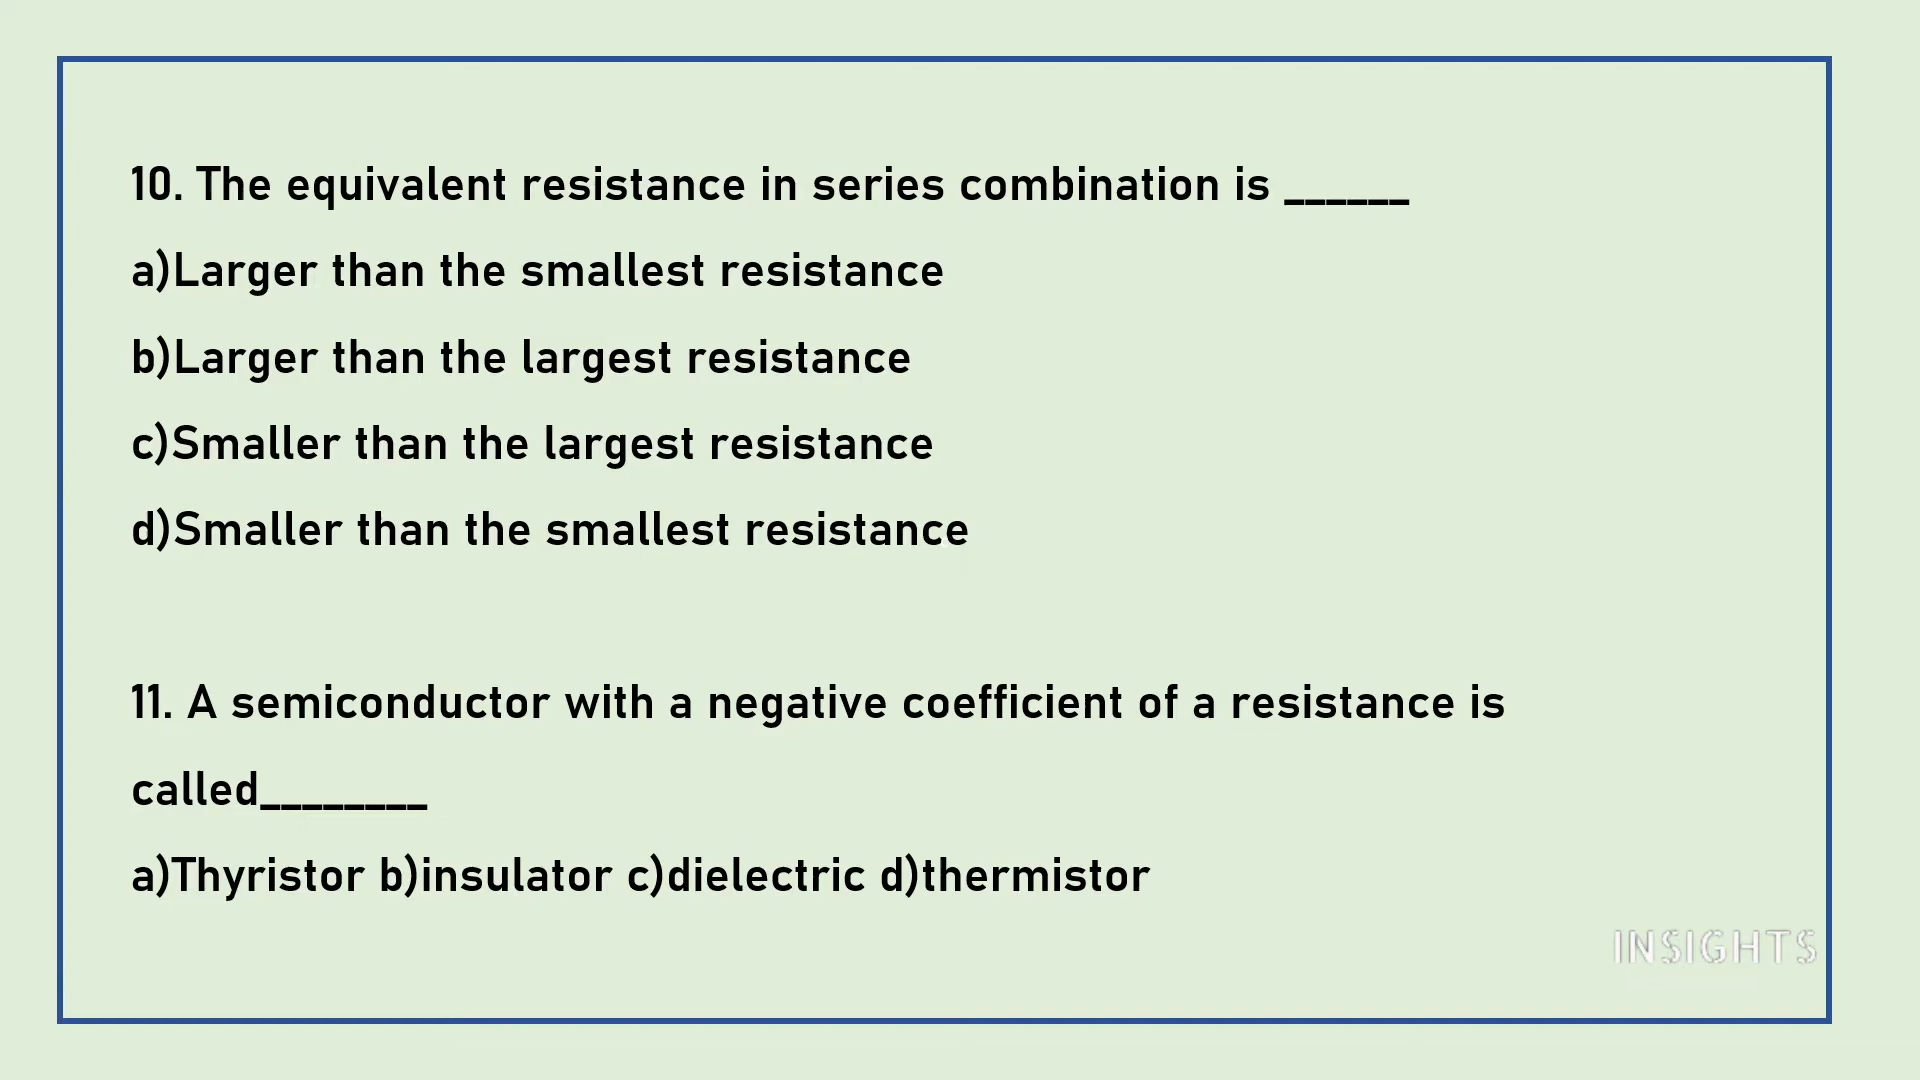 10. The equivalent resistance in series combination is ______
a)Larger than the smallest resistance
b)Larger than the largest resistance
c)Smaller than the largest resistance
d)Smaller than the smallest resistance
11. A semiconductor with a negative coefficient of a resistance is
called________
a)Thyristor b)insulator c)dielectric d)thermistor
INSIGHTS